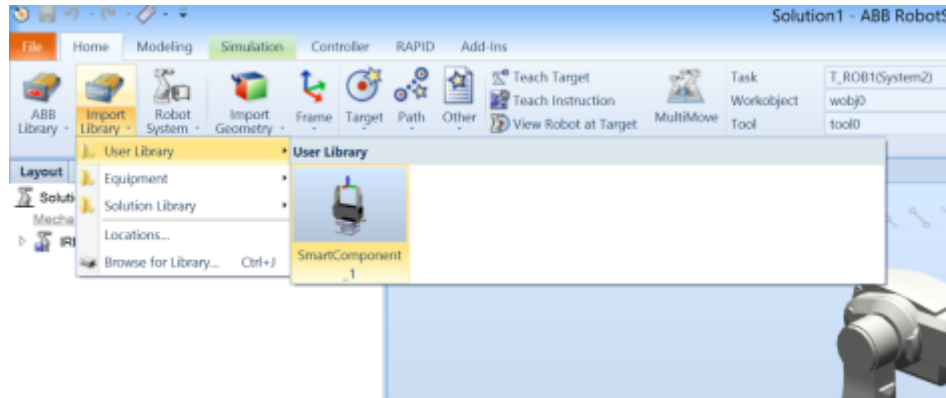 Solution1 - ABB RobotS
File Home Modeling Simulation Controller RAPID Add-Ins
ABB Library
Import Library
Robot System
Import Geometry
Frame
Target
Path
Other
Teach Target
Teach Instruction
View Robot at Target
MultiMove
Task T_ROB1(System2)
Workobject wobj0
Tool tool0
Layout
User Library
Equipment
Solution Library
Locations...
Browse for Library... Ctrl+J
User Library
SmartComponent
_1
Soluti
Mecha